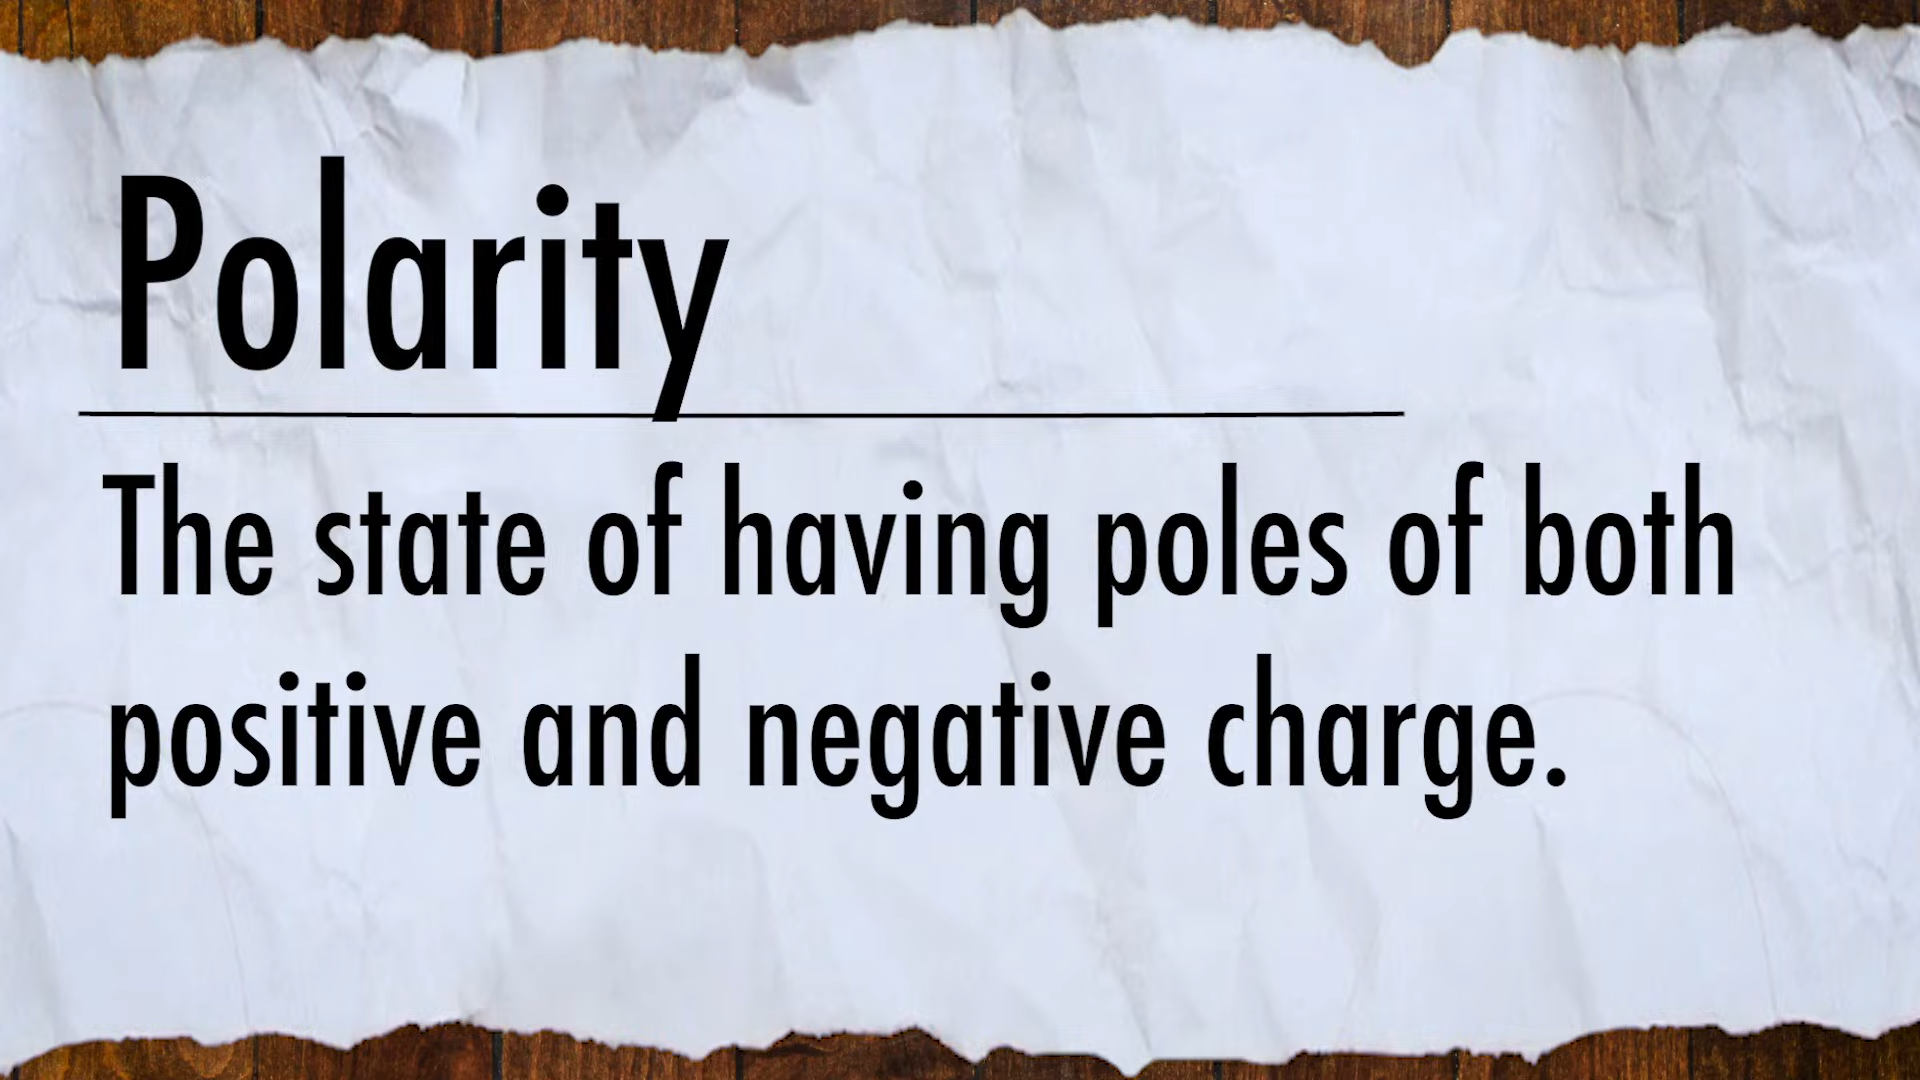 Polarity
The state of having poles of both
positive and negative charge.